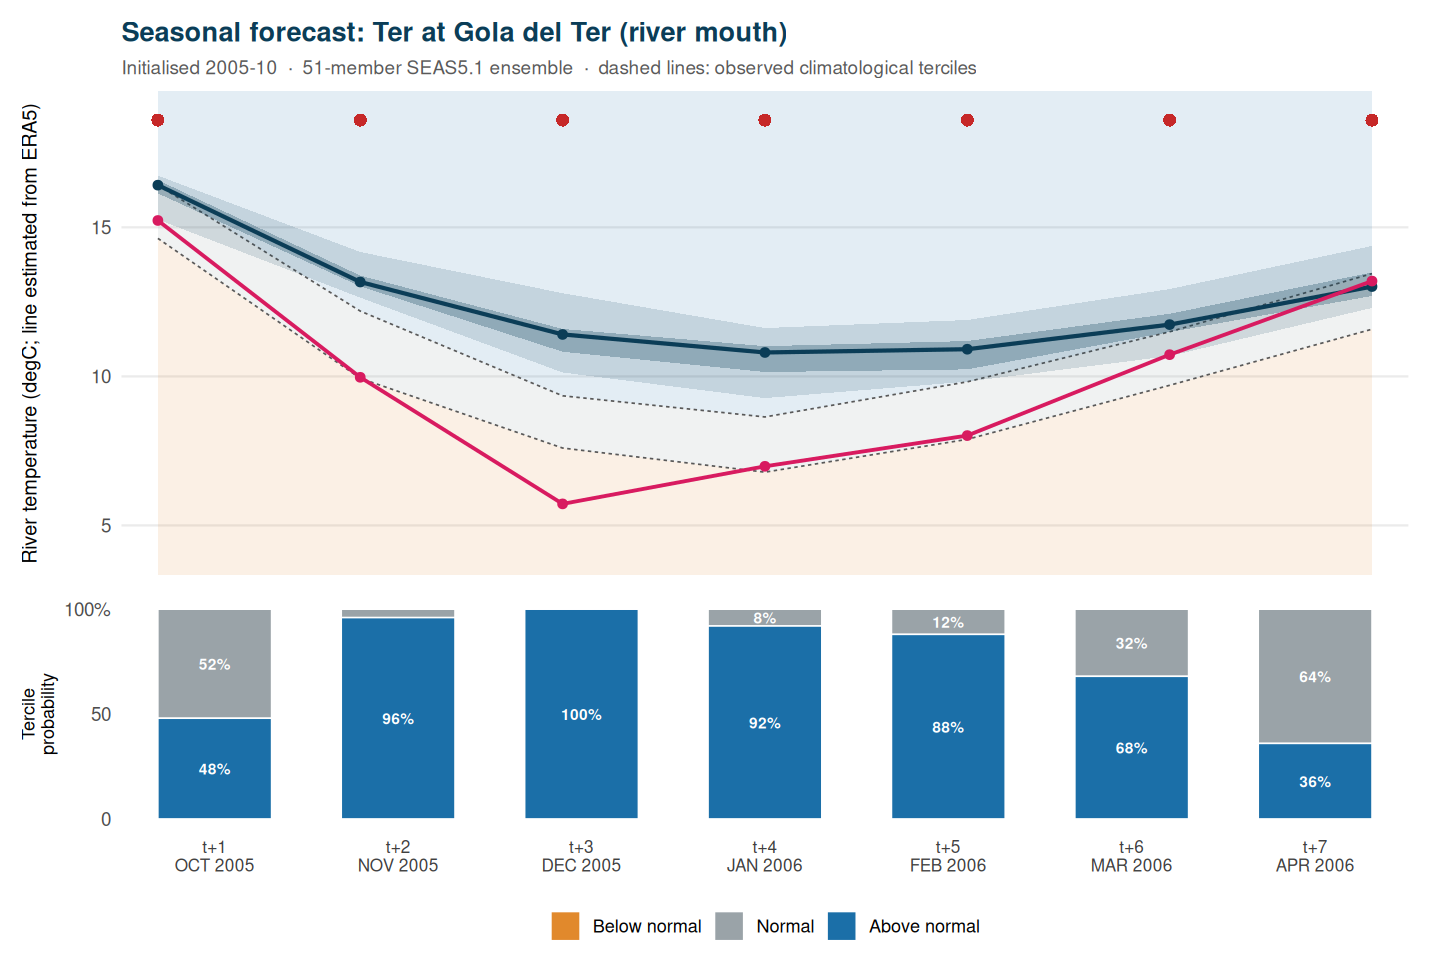 Seasonal forecast: Ter at Gola del Ter (river mouth)
Initialised 2005-10 · 51-member SEAS5.1 ensemble · dashed lines: observed climatological terciles
River temperature (degC; line estimated from ERA5)
15
10
5
Tercile
probability
100%
50
0
52%
48%
96%
100%
8%
92%
12%
88%
32%
68%
64%
36%
t+1
OCT 2005
t+2
NOV 2005
t+3
DEC 2005
t+4
JAN 2006
t+5
FEB 2006
t+6
MAR 2006
t+7
APR 2006
Below normal
Normal
Above normal